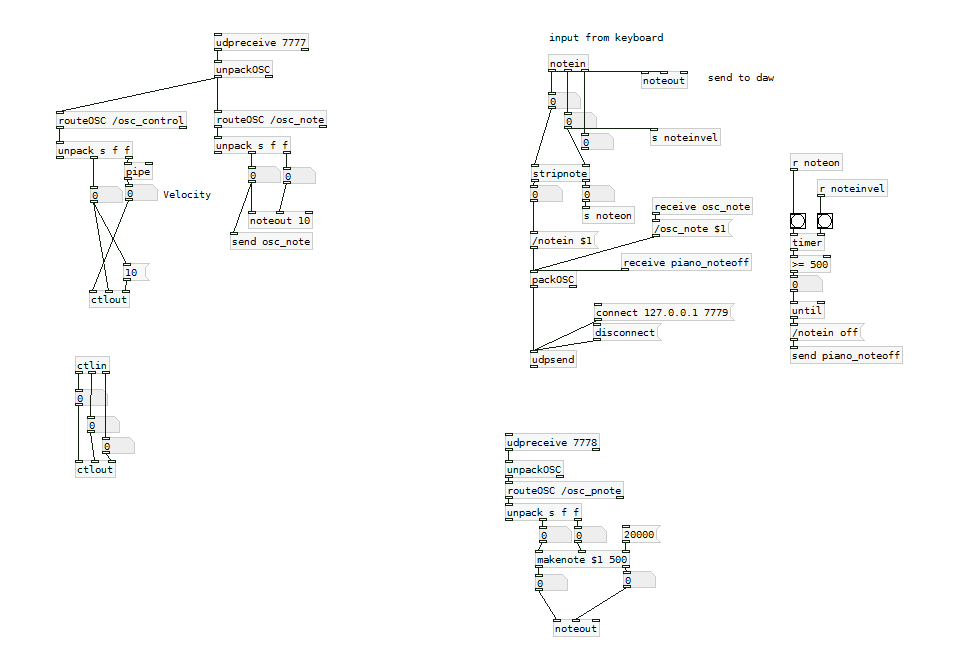 udpreceive 7777
unpackOSC
routeOSC /osc_control
routeOSC /osc_note
unpack s f f
unpack s f f
pipe
0
0
Velocity
0
0
noteout 10
send osc_note
10
ctlout
ctlin
0
0
0
ctlout
input from keyboard
notein
noteout
send to daw
0
0
0
s noteinvel
stripnote
0
0
s noteon
receive osc_note
/osc_note $1
/notein $1
receive piano_noteoff
packOSC
connect 127.0.0.1 7779
disconnect
udpsend
r noteon
r noteinvel
timer
>= 500
0
until
/notein off
send piano_noteoff
udpreceive 7778
unpackOSC
routeOSC /osc_pnote
unpack s f f
0
0
20000
makenote $1 500
0
0
noteout